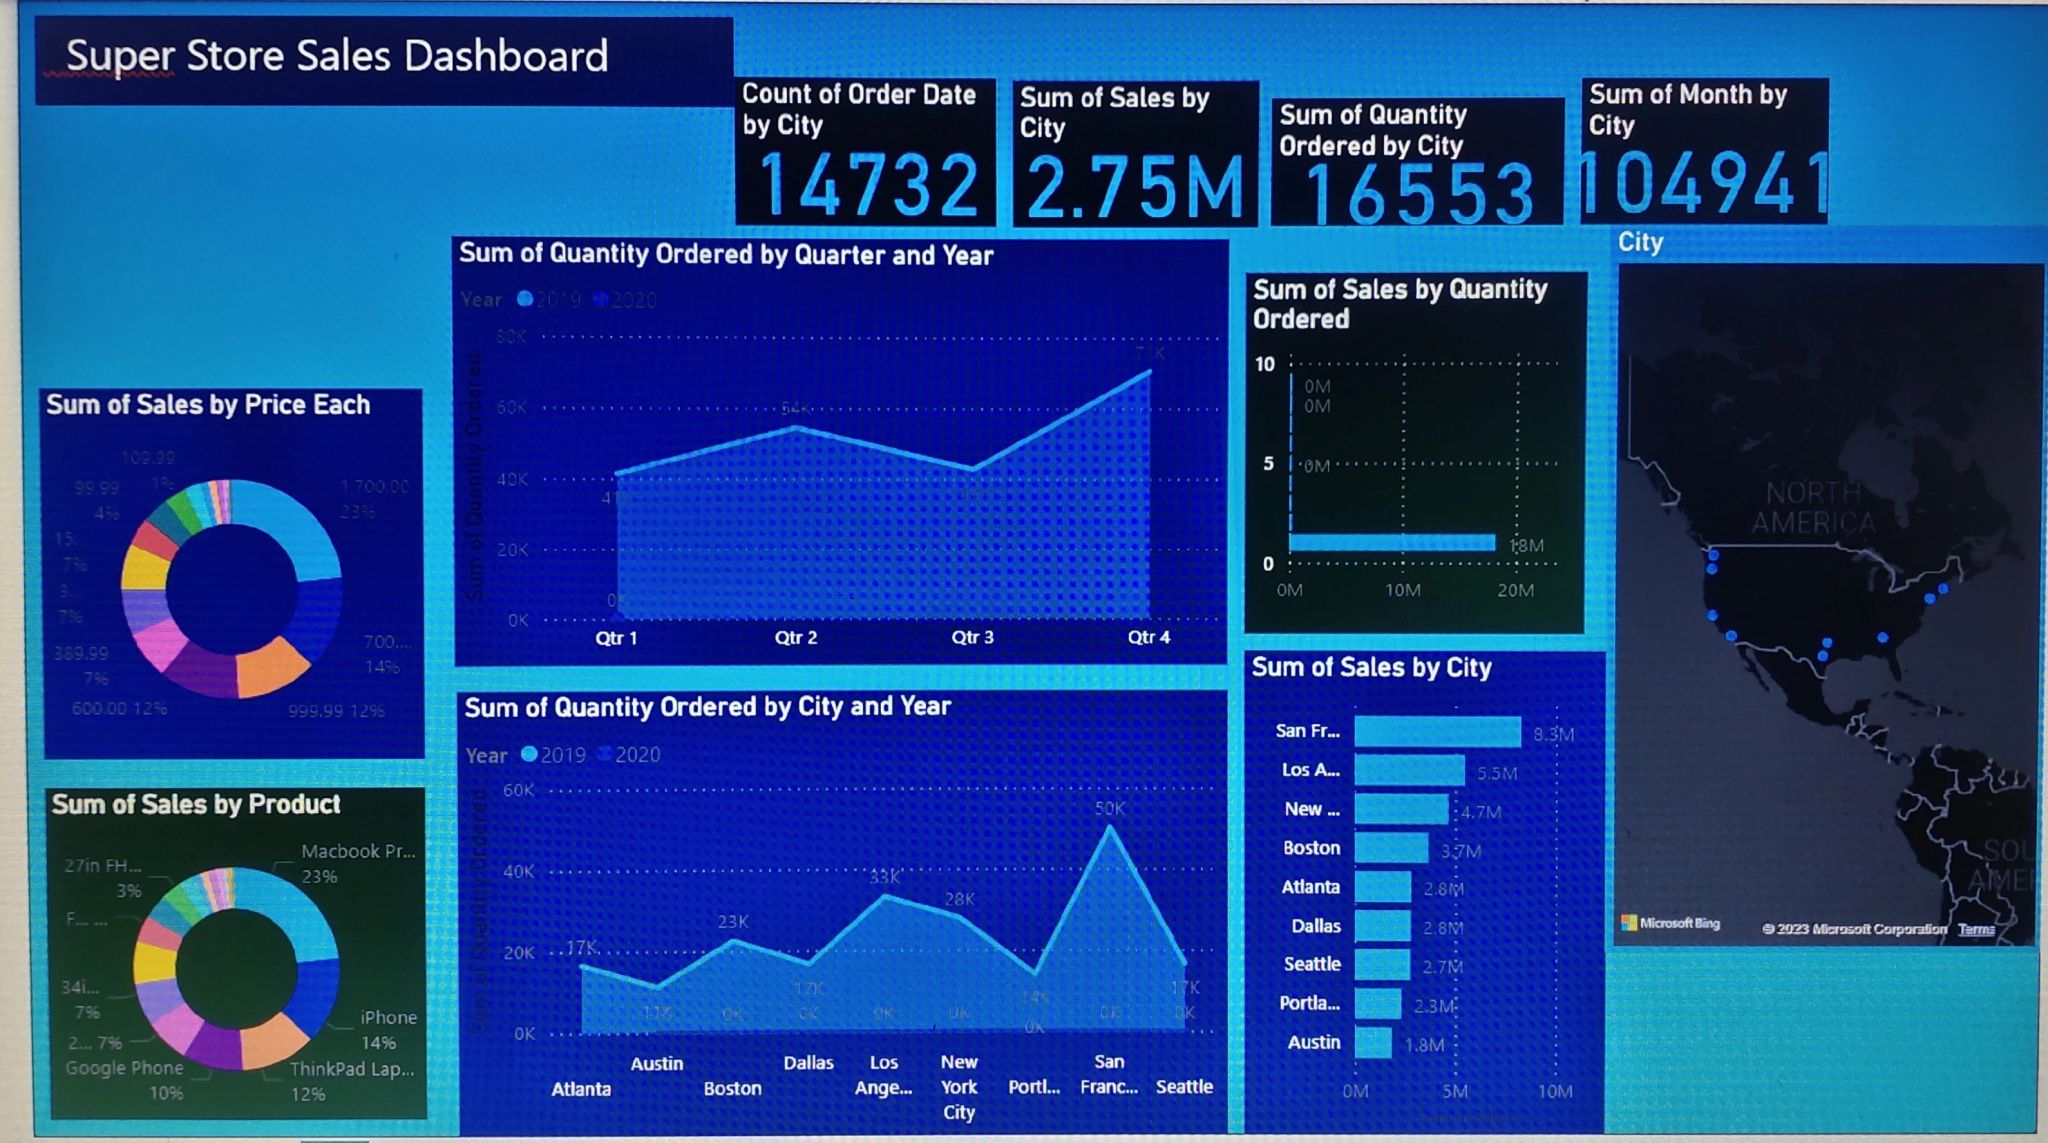 Super Store Sales Dashboard
Count of Order Date
by City
14732
Sum of Sales by
City
2.75M
Sum of Quantity
Ordered by City
16553
Sum of Month by
City
104941
Sum of Quantity Ordered by Quarter and Year
Year 2019 2020
Sum of Quantity Ordered
80K
60K
40K
20K
0K
54K
71K
0K
Qtr 1
Qtr 2
Qtr 3
Qtr 4
Sum of Sales by Quantity
Ordered
10
5
0
0M
0M
0M
18M
0M
10M
20M
City
NORTH
AMERICA
SOU
AMEI
Microsoft Bing
© 2023 Microsoft Corporation
Terms
Sum of Sales by Price Each
109.99
1%
99.99
4%
15...
7%
3...
7%
389.99
7%
600.00 12%
999.99 12%
700....
14%
1,700.00
23%
Sum of Sales by Product
Macbook Pr...
23%
27in FH...
3%
F... ...
34i...
7%
2... 7%
Google Phone
10%
ThinkPad Lap...
12%
iPhone
14%
Sum of Quantity Ordered by City and Year
Year 2019 2020
Sum of Quantity Ordered
60K
40K
20K
0K
17K
11K
23K
0K
17K
0K
33K
0K
28K
0K
14K
0K
50K
0K
17K
0K
Atlanta
Austin
Boston
Dallas
Los
Ange...
New
York
City
Portl...
San
Franc...
Seattle
Sum of Sales by City
San Fr...
8.3M
Los A...
5.5M
New ...
4.7M
Boston
3.7M
Atlanta
2.8M
Dallas
2.8M
Seattle
2.7M
Portla...
2.3M
Austin
1.8M
0M
5M
10M